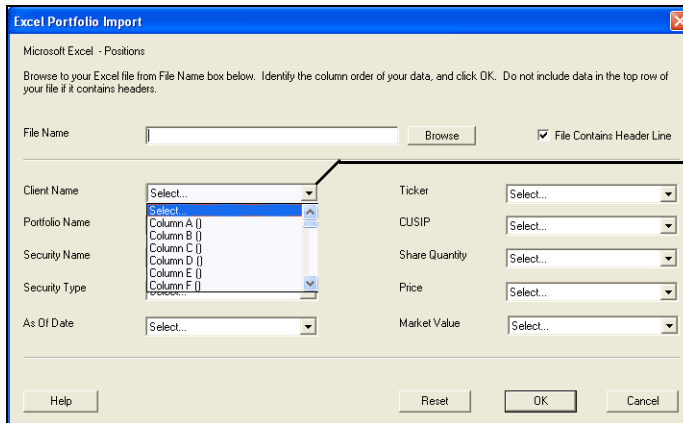 Excel Portfolio Import
Microsoft Excel - Positions
Browse to your Excel file from File Name box below. Identify the column order of your data, and click OK. Do not include data in the top row of
your file if it contains headers.
File Name
Browse
File Contains Header Line
Client Name
Select...
Select...
Column A ()
Column B ()
Column C ()
Column D ()
Column E ()
Column F ()
Portfolio Name
Security Name
Security Type
As Of Date
Select...
Ticker
Select...
CUSIP
Select...
Share Quantity
Select...
Price
Select...
Market Value
Select...
Help
Reset
OK
Cancel